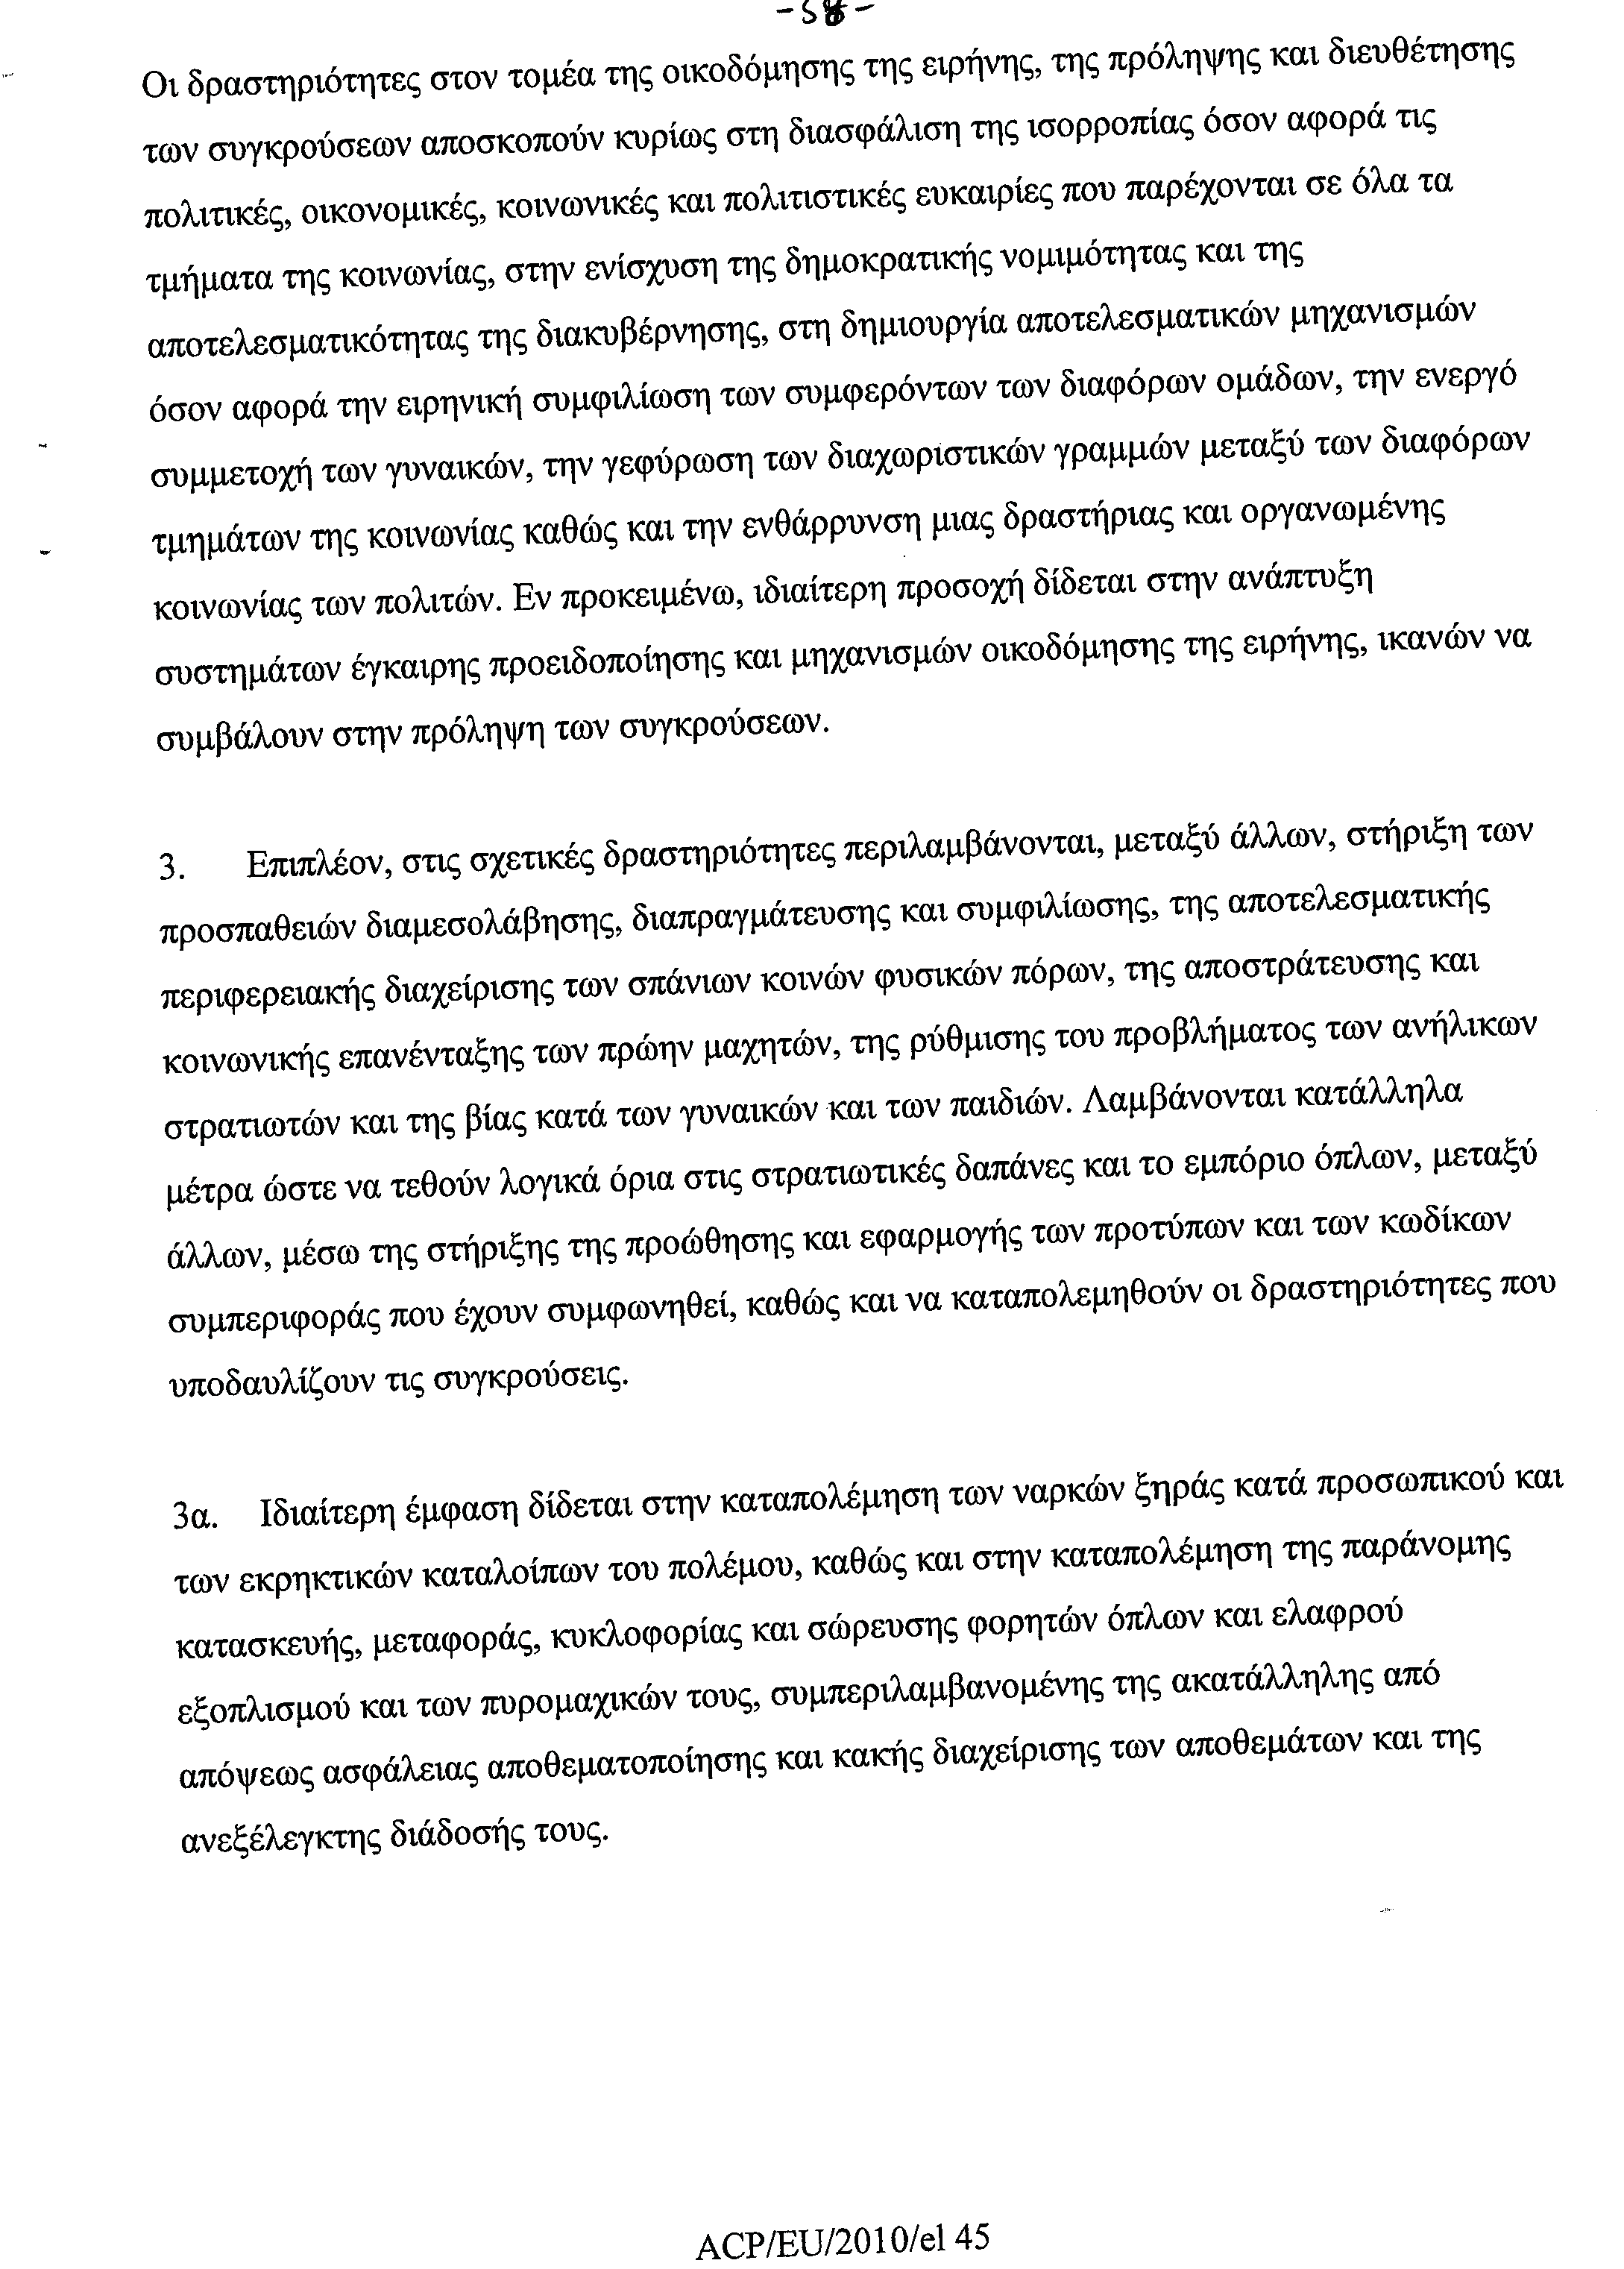 Οι δραστηριότητες στον τομέα της οικοδόμησης της ειρήνης, της πρόληψης και διευθέτησης
των συγκρούσεων αποσκοπούν κυρίως στη διασφάλιση της ισορροπίας όσον αφορά τις
πολιτικές, οικονομικές, κοινωνικές και πολιτιστικές ευκαιρίες που παρέχονται σε όλα τα
τμήματα της κοινωνίας, στην ενίσχυση της δημοκρατικής νομιμότητας και της
αποτελεσματικότητας της διακυβέρνησης, στη δημιουργία αποτελεσματικών μηχανισμών
όσον αφορά την ειρηνική συμφιλίωση των συμφερόντων των διαφόρων ομάδων, την ενεργό
συμμετοχή των γυναικών, την γεφύρωση των διαχωριστικών γραμμών μεταξύ των διαφόρων
τμημάτων της κοινωνίας καθώς και την ενθάρρυνση μιας δραστήριας και οργανωμένης
κοινωνίας των πολιτών. Εν προκειμένω, ιδιαίτερη προσοχή δίδεται στην ανάπτυξη
συστημάτων έγκαιρης προειδοποίησης και μηχανισμών οικοδόμησης της ειρήνης, ικανών να
συμβάλουν στην πρόληψη των συγκρούσεων.
3. Επιπλέον, στις σχετικές δραστηριότητες περιλαμβάνονται, μεταξύ άλλων, στήριξη των
προσπαθειών διαμεσολάβησης, διαπραγμάτευσης και συμφιλίωσης, της αποτελεσματικής
περιφερειακής διαχείρισης των σπάνιων κοινών φυσικών πόρων, της αποστράτευσης και
κοινωνικής επανένταξης των πρώην μαχητών, της ρύθμισης του προβλήματος των ανήλικων
στρατιωτών και της βίας κατά των γυναικών και των παιδιών. Λαμβάνονται κατάλληλα
μέτρα ώστε να τεθούν λογικά όρια στις στρατιωτικές δαπάνες και το εμπόριο όπλων, μεταξύ
άλλων, μέσω της στήριξης της προώθησης και εφαρμογής των προτύπων και των κωδίκων
συμπεριφοράς που έχουν συμφωνηθεί, καθώς και να καταπολεμηθούν οι δραστηριότητες που
υποδαυλίζουν τις συγκρούσεις.
3α. Ιδιαίτερη έμφαση δίδεται στην καταπολέμηση των ναρκών ξηράς κατά προσωπικού και
των εκρηκτικών καταλοίπων του πολέμου, καθώς και στην καταπολέμηση της παράνομης
κατασκευής, μεταφοράς, κυκλοφορίας και σώρευσης φορητών όπλων και ελαφρού
εξοπλισμού και των πυρομαχικών τους, συμπεριλαμβανομένης της ακατάλληλης από
απόψεως ασφάλειας αποθεματοποίησης και κακής διαχείρισης των αποθεμάτων και της
ανεξέλεγκτης διάδοσής τους.
ACP/EU/2010/el 45